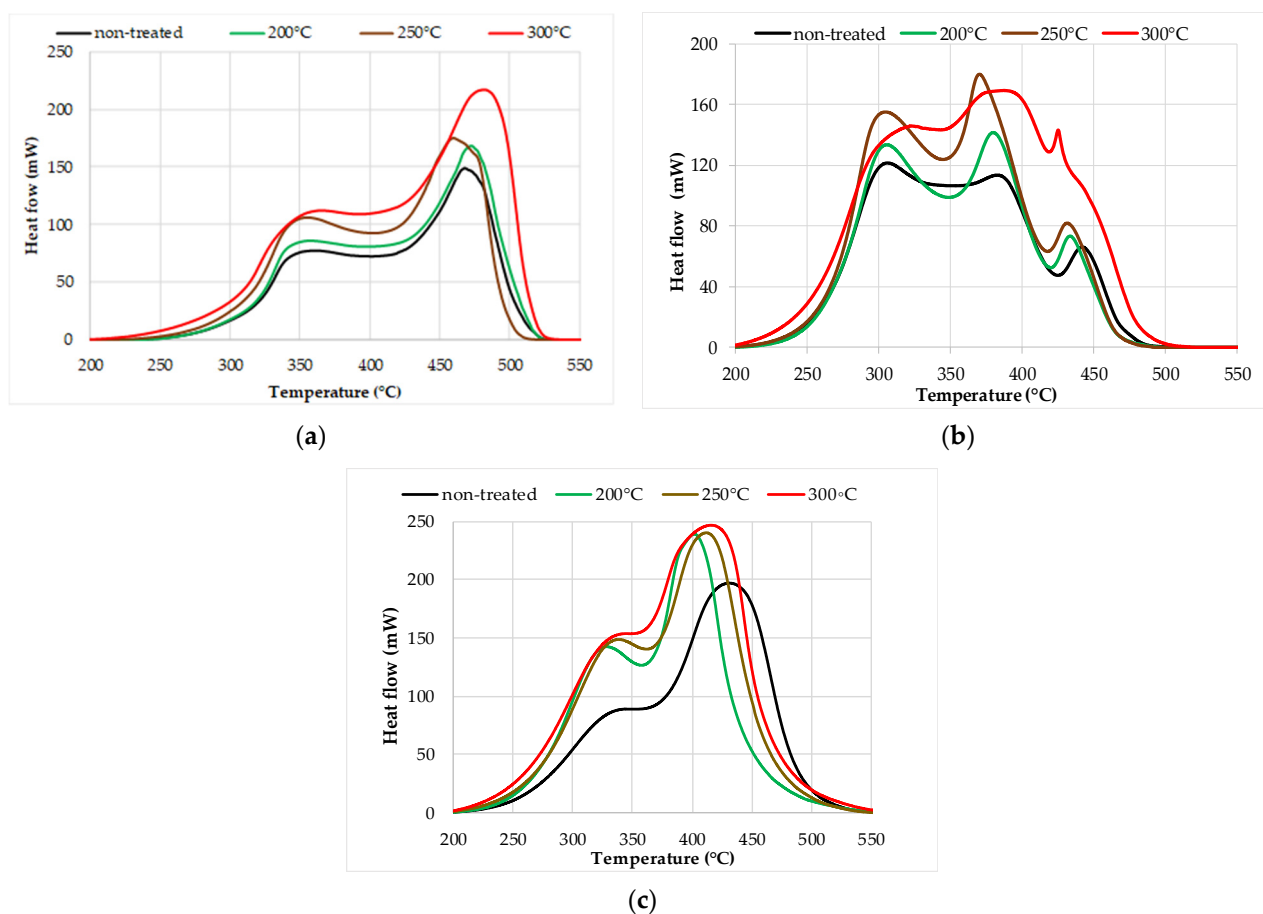 non-treated 200°C 250°C 300°C
250
200
150
100
50
0
Heat fow (mW)
200 250 300 350 400 450 500 550
Temperature (°C)
(a)
non-treated 200°C 250°C 300°C
200
160
120
80
40
0
Heat flow (mW)
200 250 300 350 400 450 500 550
Temperature (°C)
(b)
non-treated 200°C 250°C 300◦C
250
200
150
100
50
0
Heat flow (mW)
200 250 300 350 400 450 500 550
Temperature (°C)
(c)